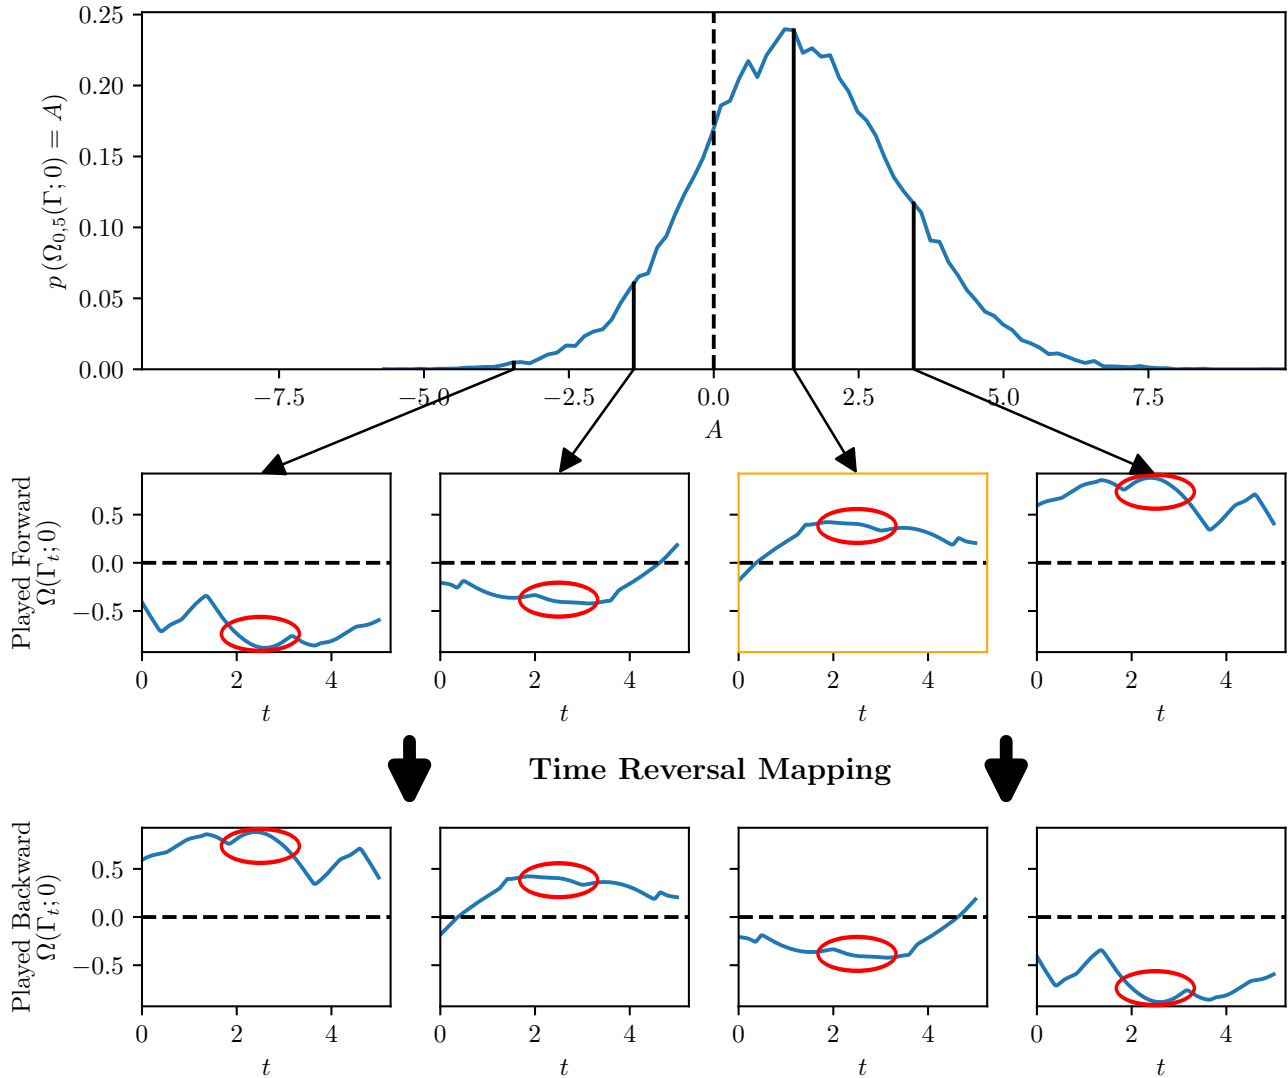 0.25
0.20
0.15
0.10
0.05
0.00
p (Ω₀,₅(Γ; 0) = A)
−7.5 −5.0 −2.5 0.0 2.5 5.0 7.5
A
Played Forward
Ω(Γₜ; 0)
0.5
0.0
−0.5
0 2 4 0 2 4 0 2 4 0 2 4
t t t t
Time Reversal Mapping
Played Backward
Ω(Γₜ; 0)
0.5
0.0
−0.5
0 2 4 0 2 4 0 2 4 0 2 4
t t t t